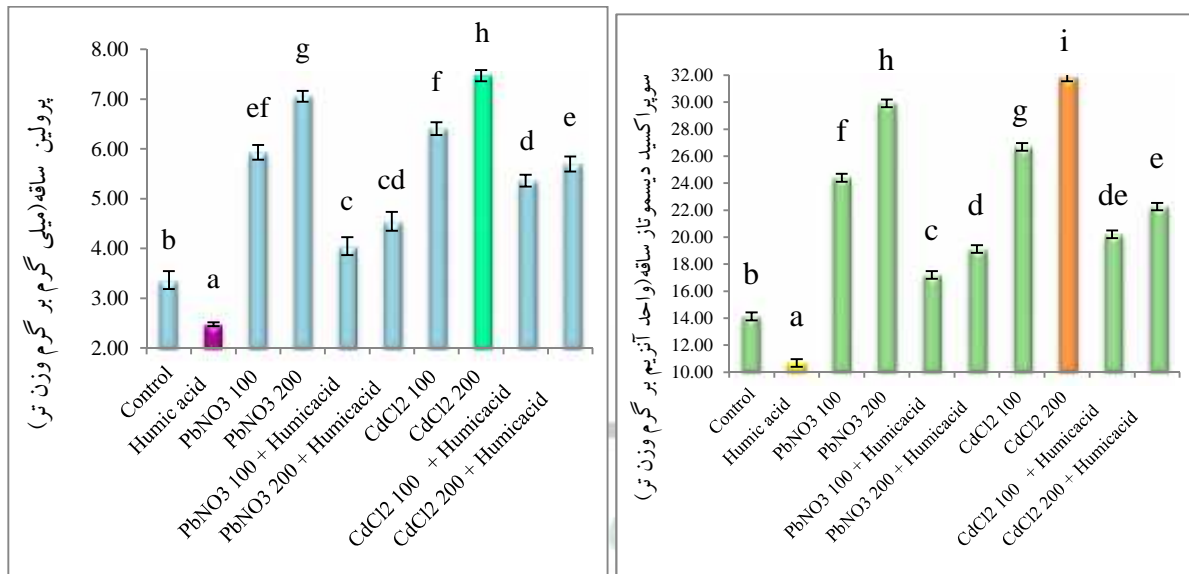 پرولین ساقه(میلی گرم بر گرم وزن تر)
8.00
7.00
6.00
5.00
4.00
3.00
2.00
b
a
ef
g
c
cd
f
h
d
e
Control
Humic acid
PbNO3 100
PbNO3 200
PbNO3 100 + Humicacid
PbNO3 200 + Humicacid
CdCl2 100
CdCl2 200
CdCl2 100 + Humicacid
CdCl2 200 + Humicacid
سوپراکسید دیسموتاز ساقه(واحد آنزیم بر گرم وزن تر)
32.00
30.00
28.00
26.00
24.00
22.00
20.00
18.00
16.00
14.00
12.00
10.00
b
a
f
h
c
d
g
i
de
e
Control
Humic acid
PbNO3 100
PbNO3 200
PbNO3 100 + Humicacid
PbNO3 200 + Humicacid
CdCl2 100
CdCl2 200
CdCl2 100 + Humicacid
CdCl2 200 + Humicacid